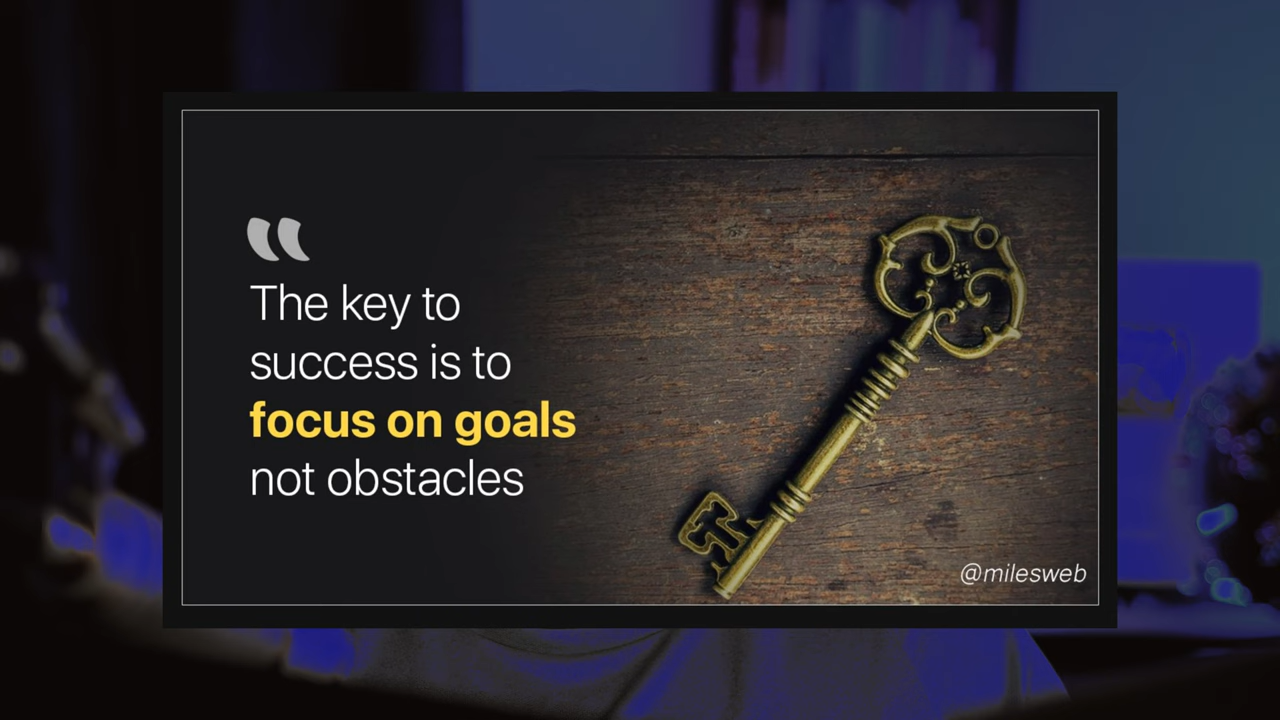 “
The key to
success is to
focus on goals
not obstacles
@milesweb